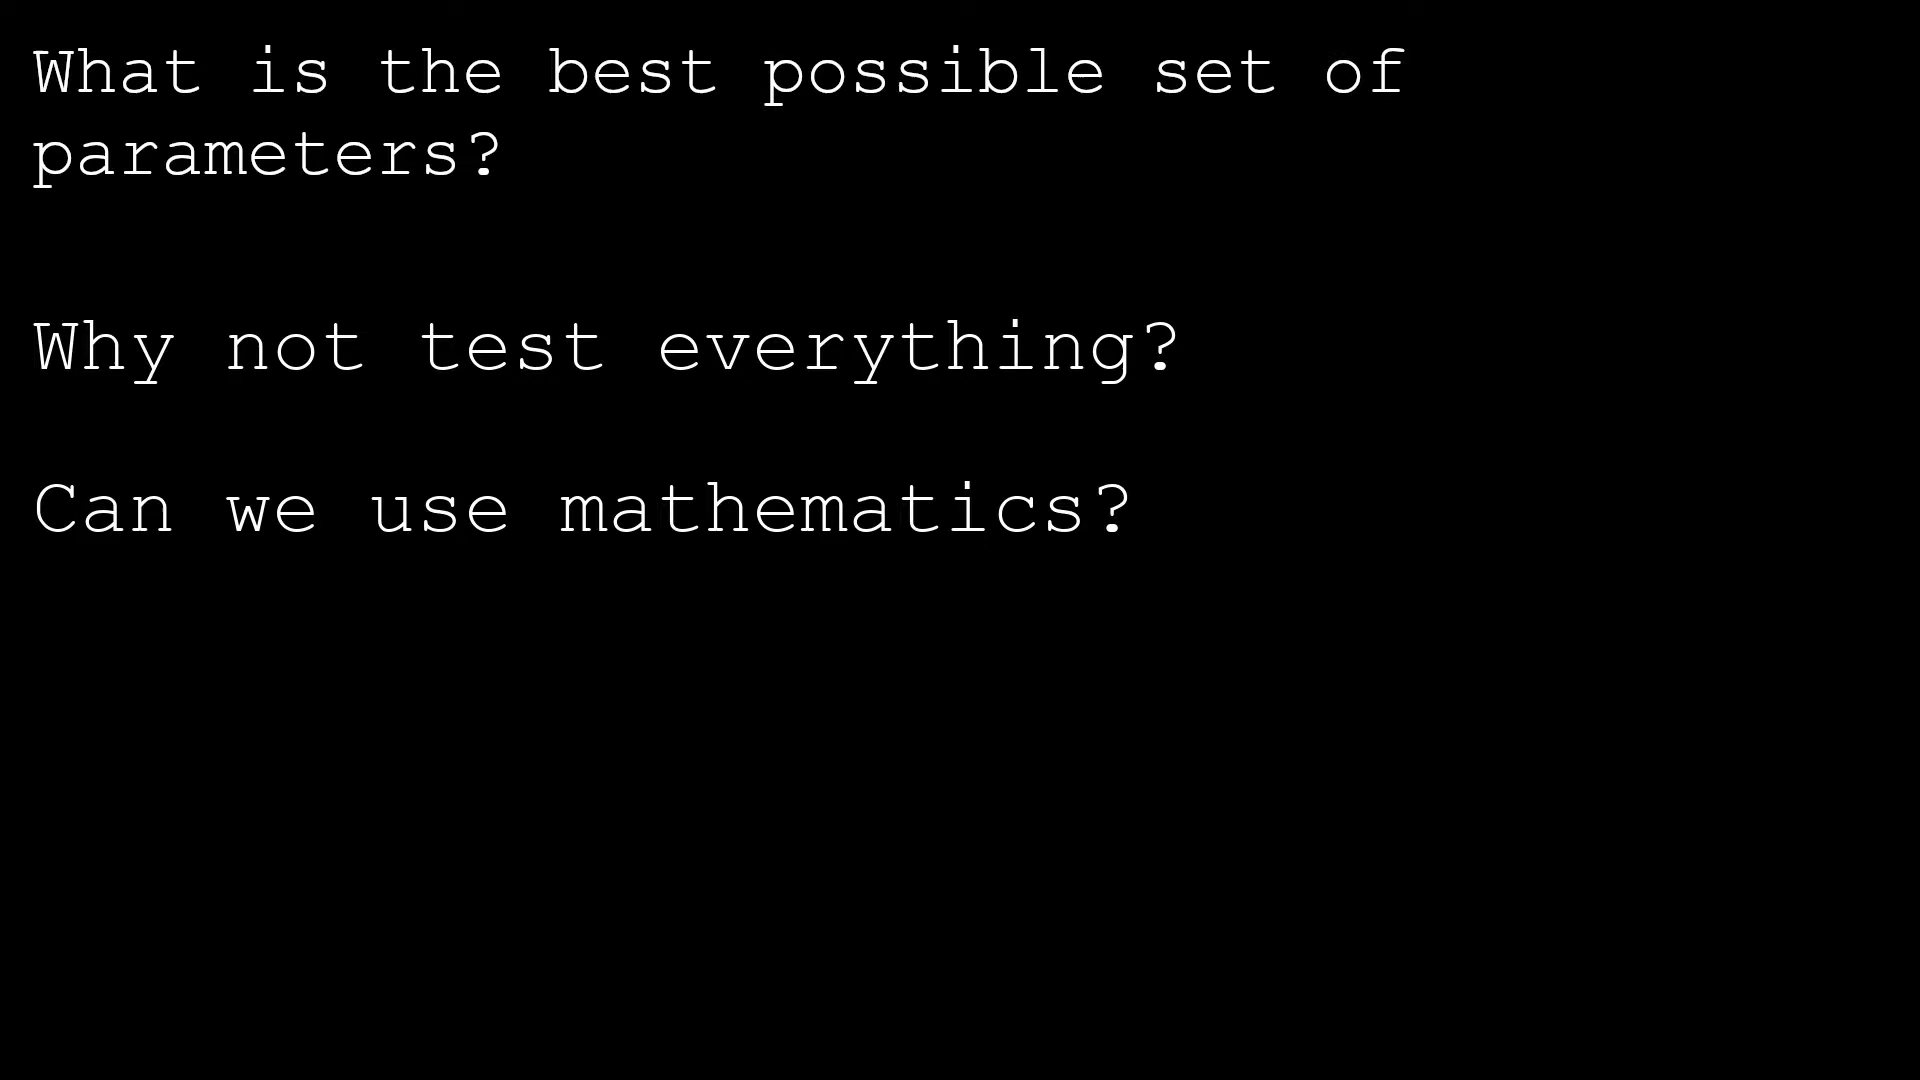 What is the best possible set of
parameters?
Why not test everything?
Can we use mathematics?